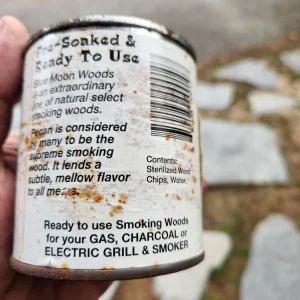 Pre-Soaked &
Ready To Use
Blue Moon Woods
is an extraordinary
line of natural select
smoking woods.
Pecan is considered
by many to be the
supreme smoking
wood. It lends a
subtle, mellow flavor
to all meats.
Contents:
Sterilized Wood
Chips, Water.
Ready to use Smoking Woods
for your GAS, CHARCOAL or
ELECTRIC GRILL & SMOKER